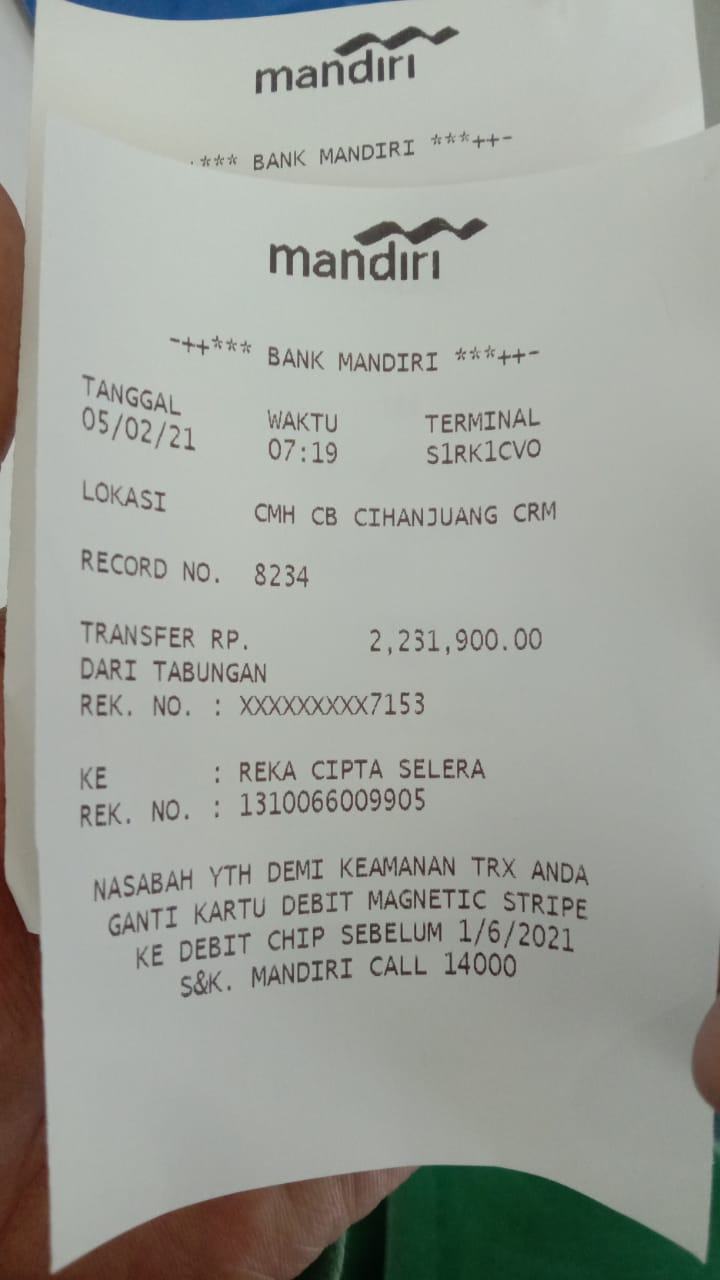 mandiri
*** BANK MANDIRI ***++-
mandiri
-++*** BANK MANDIRI ***++-
TANGGAL WAKTU TERMINAL
05/02/21 07:19 S1RK1CVO
LOKASI CMH CB CIHANJUANG CRM
RECORD NO. 8234
TRANSFER RP. 2,231,900.00
DARI TABUNGAN
REK. NO. : XXXXXXXXX7153
KE : REKA CIPTA SELERA
REK. NO. : 1310066009905
NASABAH YTH DEMI KEAMANAN TRX ANDA
GANTI KARTU DEBIT MAGNETIC STRIPE
KE DEBIT CHIP SEBELUM 1/6/2021
S&K. MANDIRI CALL 14000